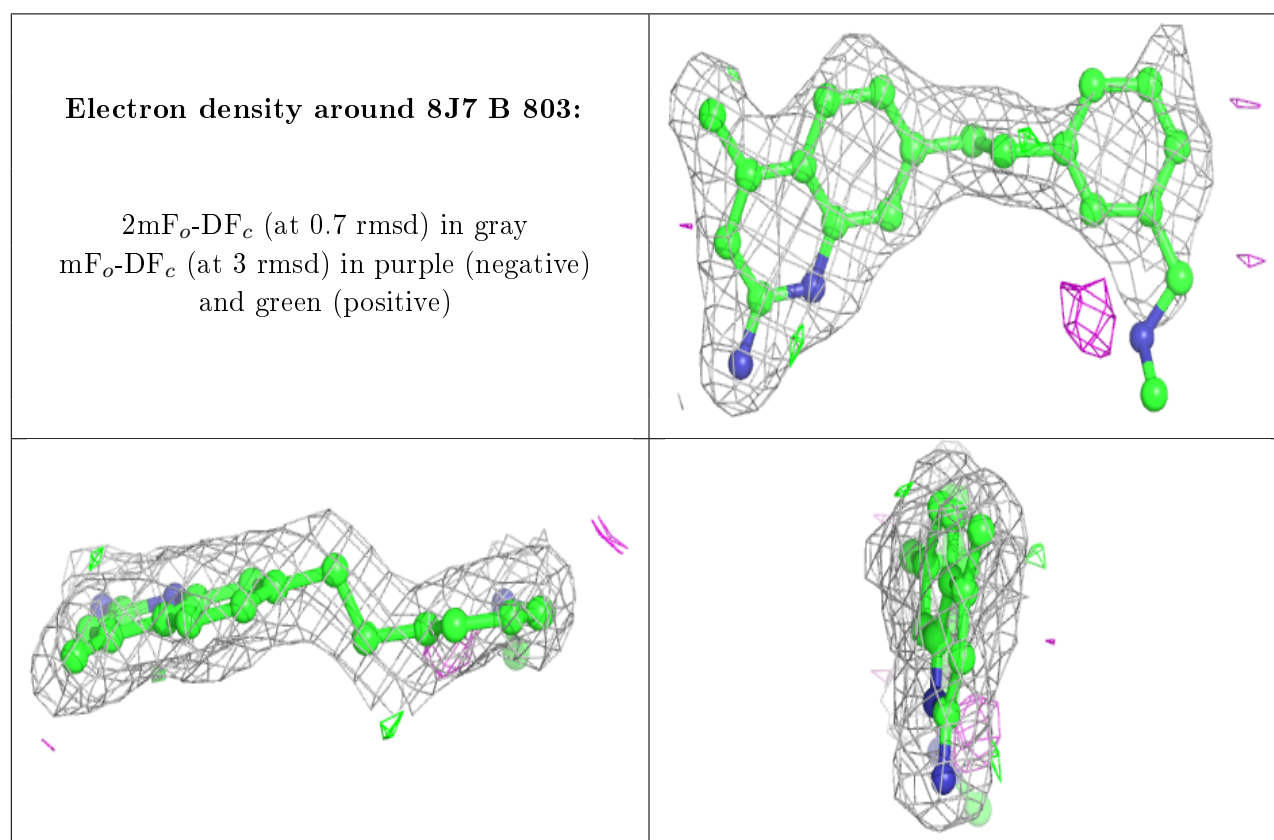 Electron density around 8J7 B 803:
2mFo-DFc (at 0.7 rmsd) in gray
mFo-DFc (at 3 rmsd) in purple (negative)
and green (positive)